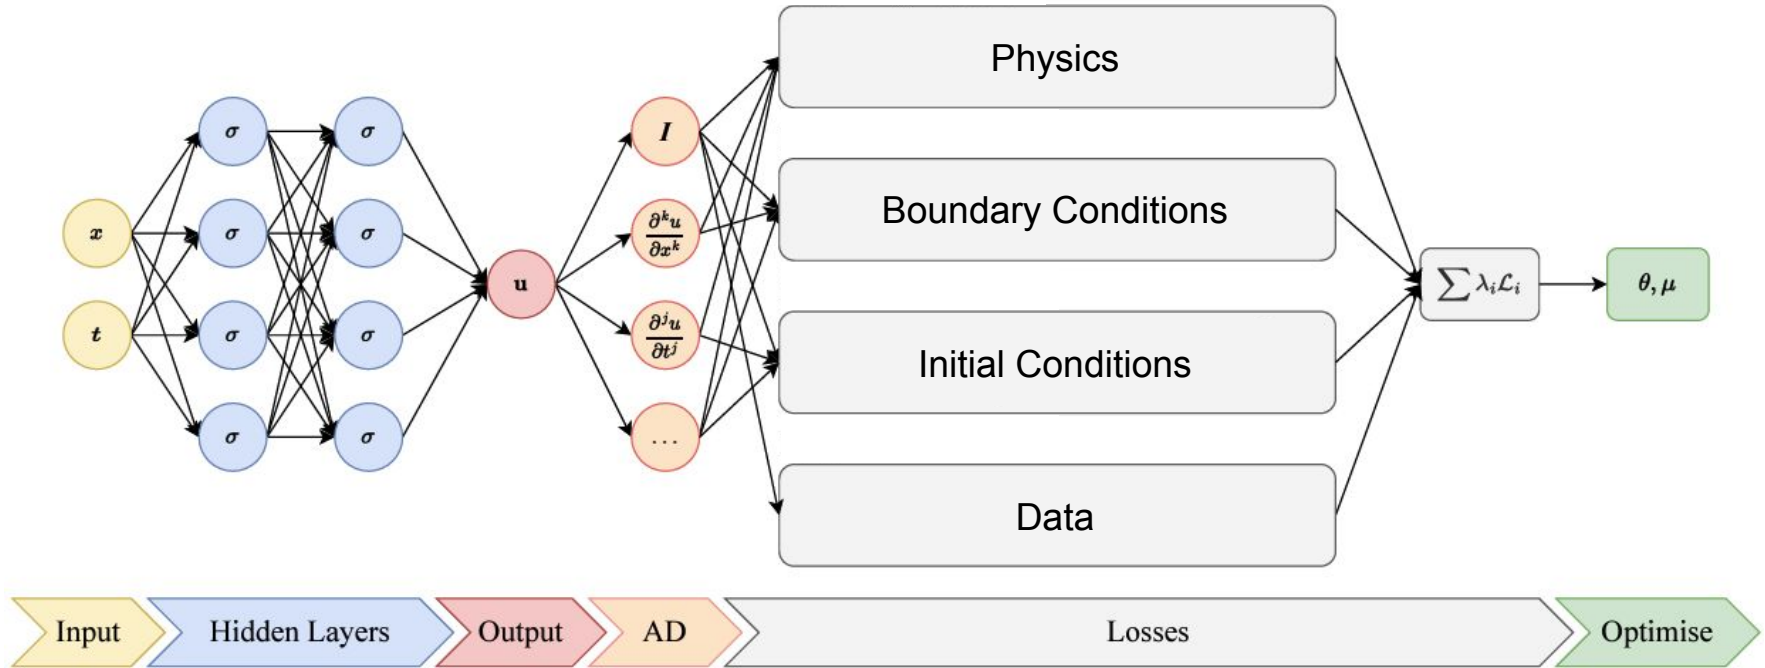 Physics
Boundary Conditions
Initial Conditions
Data
x
t
σ
σ
σ
σ
σ
σ
σ
σ
u
I
∂ᵏu/∂xᵏ
∂ʲu/∂tʲ
...
∑ λᵢℒᵢ
θ, μ
Input
Hidden Layers
Output
AD
Losses
Optimise